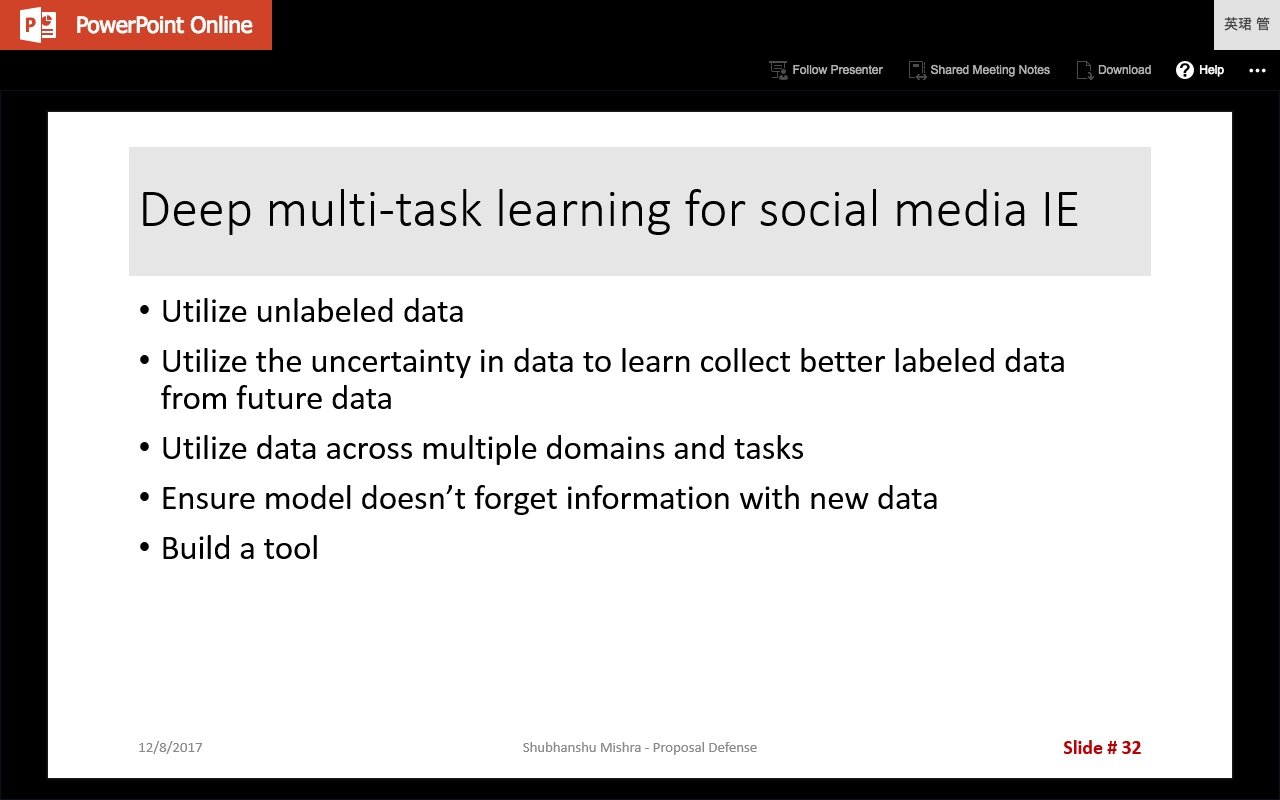 PowerPoint Online
英珺 管
Follow Presenter
Shared Meeting Notes
Download
Help
Deep multi-task learning for social media IE
• Utilize unlabeled data
• Utilize the uncertainty in data to learn collect better labeled data
from future data
• Utilize data across multiple domains and tasks
• Ensure model doesn’t forget information with new data
• Build a tool
12/8/2017
Shubhanshu Mishra - Proposal Defense
Slide # 32